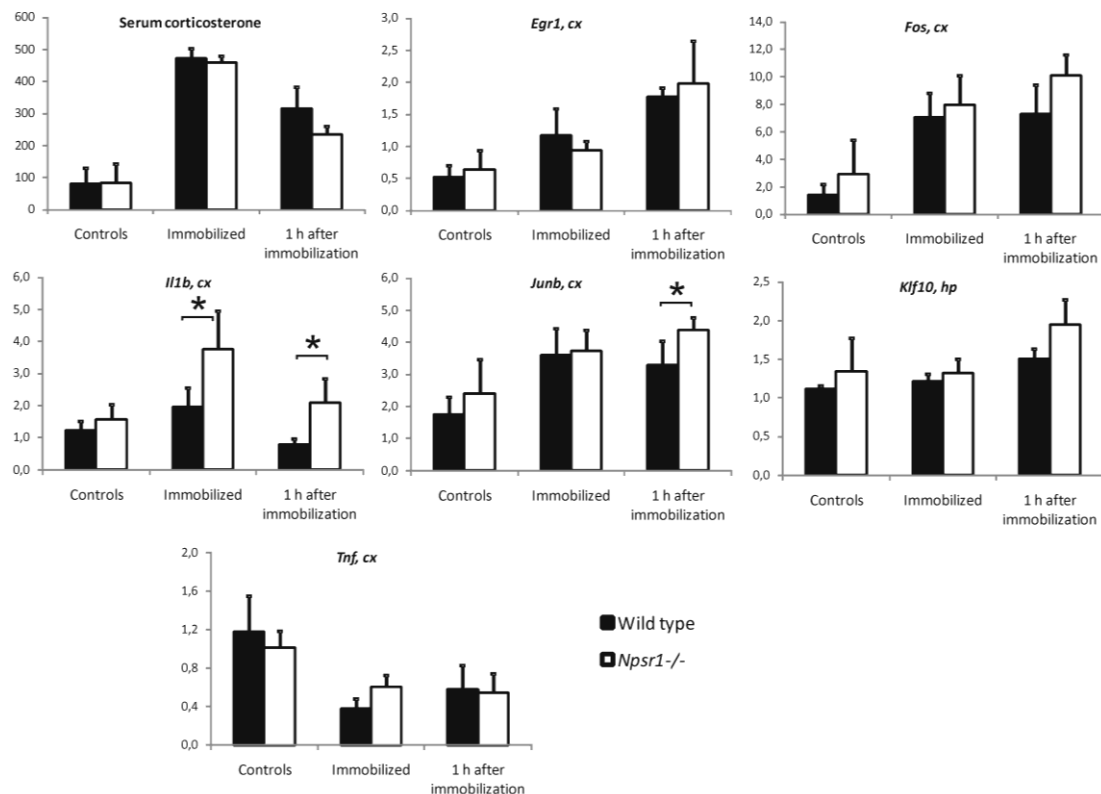 Serum corticosterone
600
500
400
300
200
100
0
Controls
Immobilized
1 h after
immobilization
Egr1, cx
3,0
2,5
2,0
1,5
1,0
0,5
0,0
Controls
Immobilized
1 h after
immobilization
Fos, cx
14,0
12,0
10,0
8,0
6,0
4,0
2,0
0,0
Controls
Immobilized
1 h after
immobilization
Il1b, cx
6,0
5,0
4,0
3,0
2,0
1,0
0,0
*
*
Controls
Immobilized
1 h after
immobilization
Junb, cx
6,0
5,0
4,0
3,0
2,0
1,0
0,0
*
Controls
Immobilized
1 h after
immobilization
Klf10, hp
2,5
2,0
1,5
1,0
0,5
0,0
Controls
Immobilized
1 h after
immobilization
Tnf, cx
2,0
1,6
1,2
0,8
0,4
0,0
Controls
Immobilized
1 h after
immobilization
Wild type
Npsr1-/-